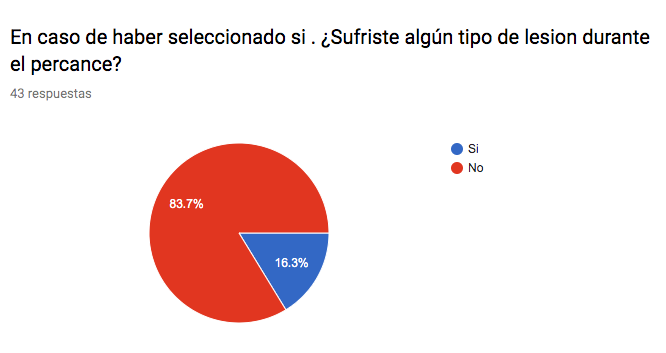 En caso de haber seleccionado si . ¿Sufriste algún tipo de lesion durante
el percance?
43 respuestas
Si
No
83.7%
16.3%